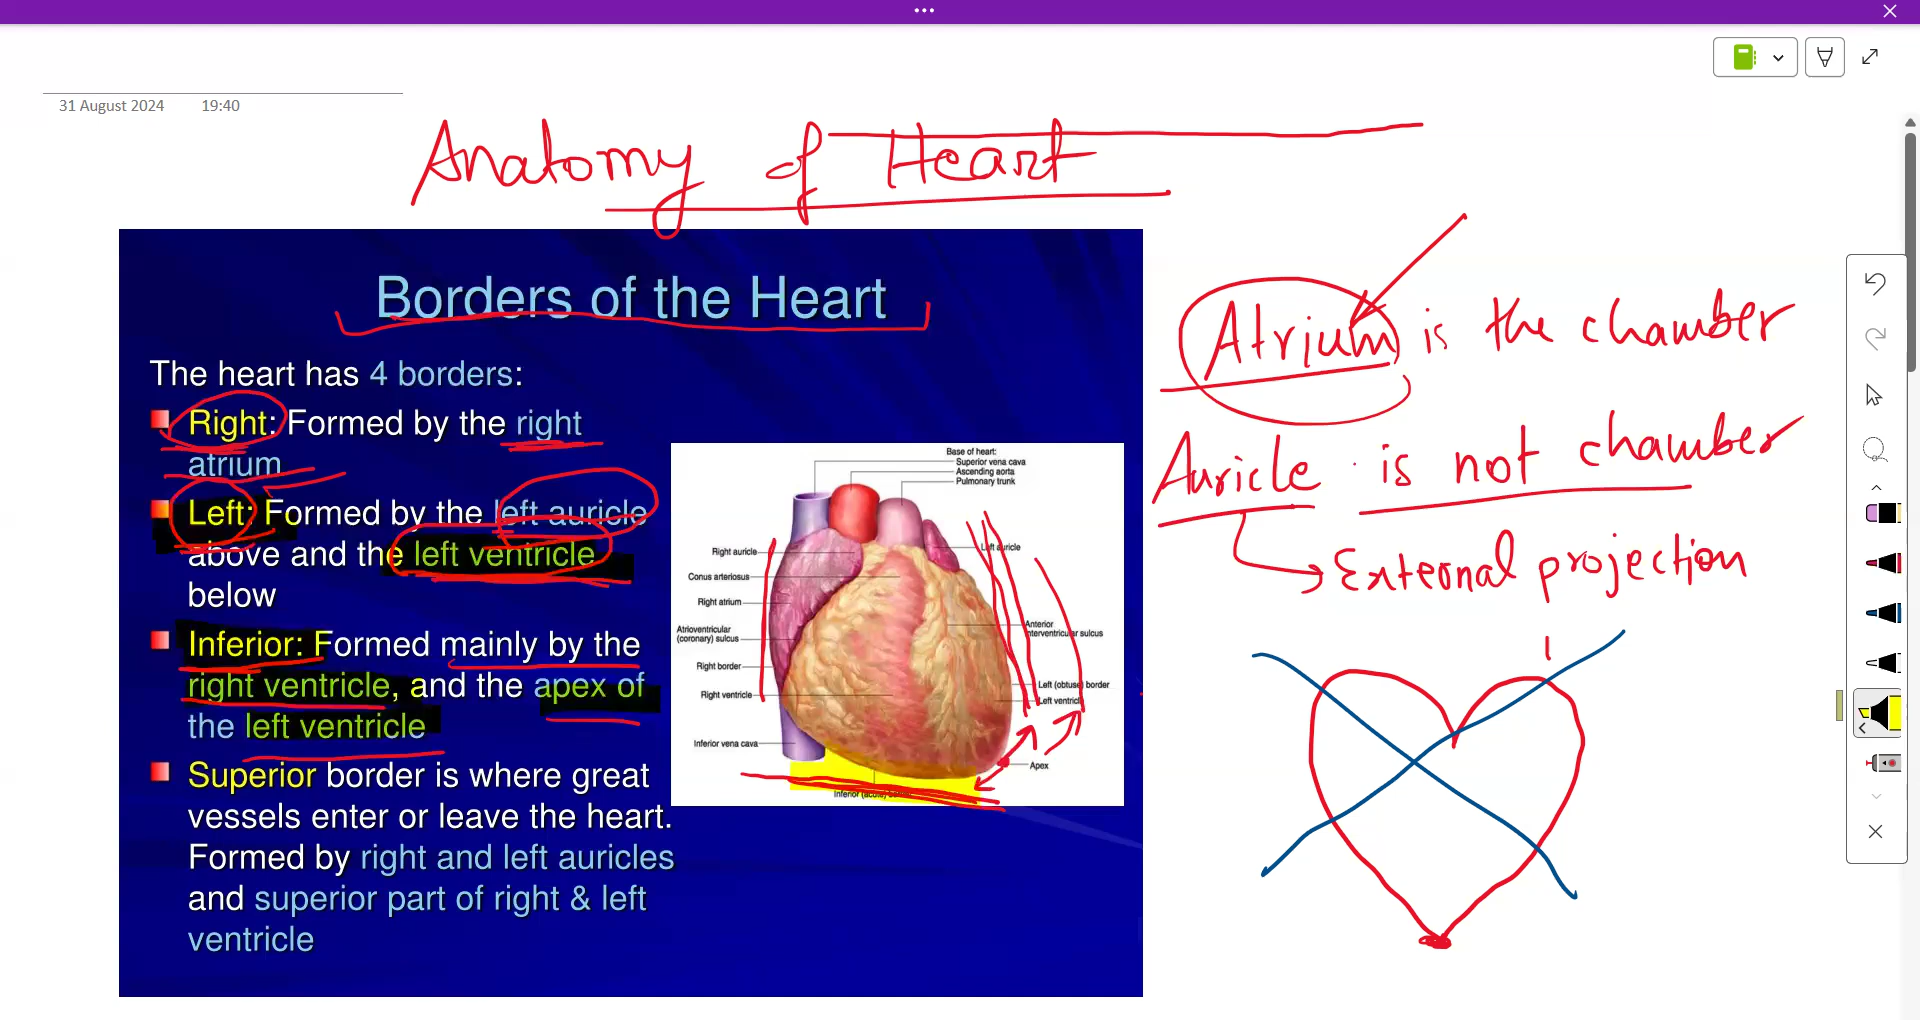 31 August 2024 19:40
Anatomy of Heart
Borders of the Heart
The heart has 4 borders:
Right: Formed by the right
atrium
Left: Formed by the left auricle
above and the left ventricle
below
Inferior: Formed mainly by the
right ventricle, and the apex of
the left ventricle
Superior border is where great
vessels enter or leave the heart.
Formed by right and left auricles
and superior part of right & left
ventricle
Base of heart:
Superior vena cava
Ascending aorta
Pulmonary trunk
Right auricle
Conus arteriosus
Right atrium
Atrioventricular
(coronary) sulcus
Right border
Right ventricle
Inferior vena cava
Left auricle
Anterior
interventricular sulcus
Left (obtuse) border
Left ventricle
Apex
Inferior (acute)
Atrium is the chamber
Auricle is not chamber
External projection